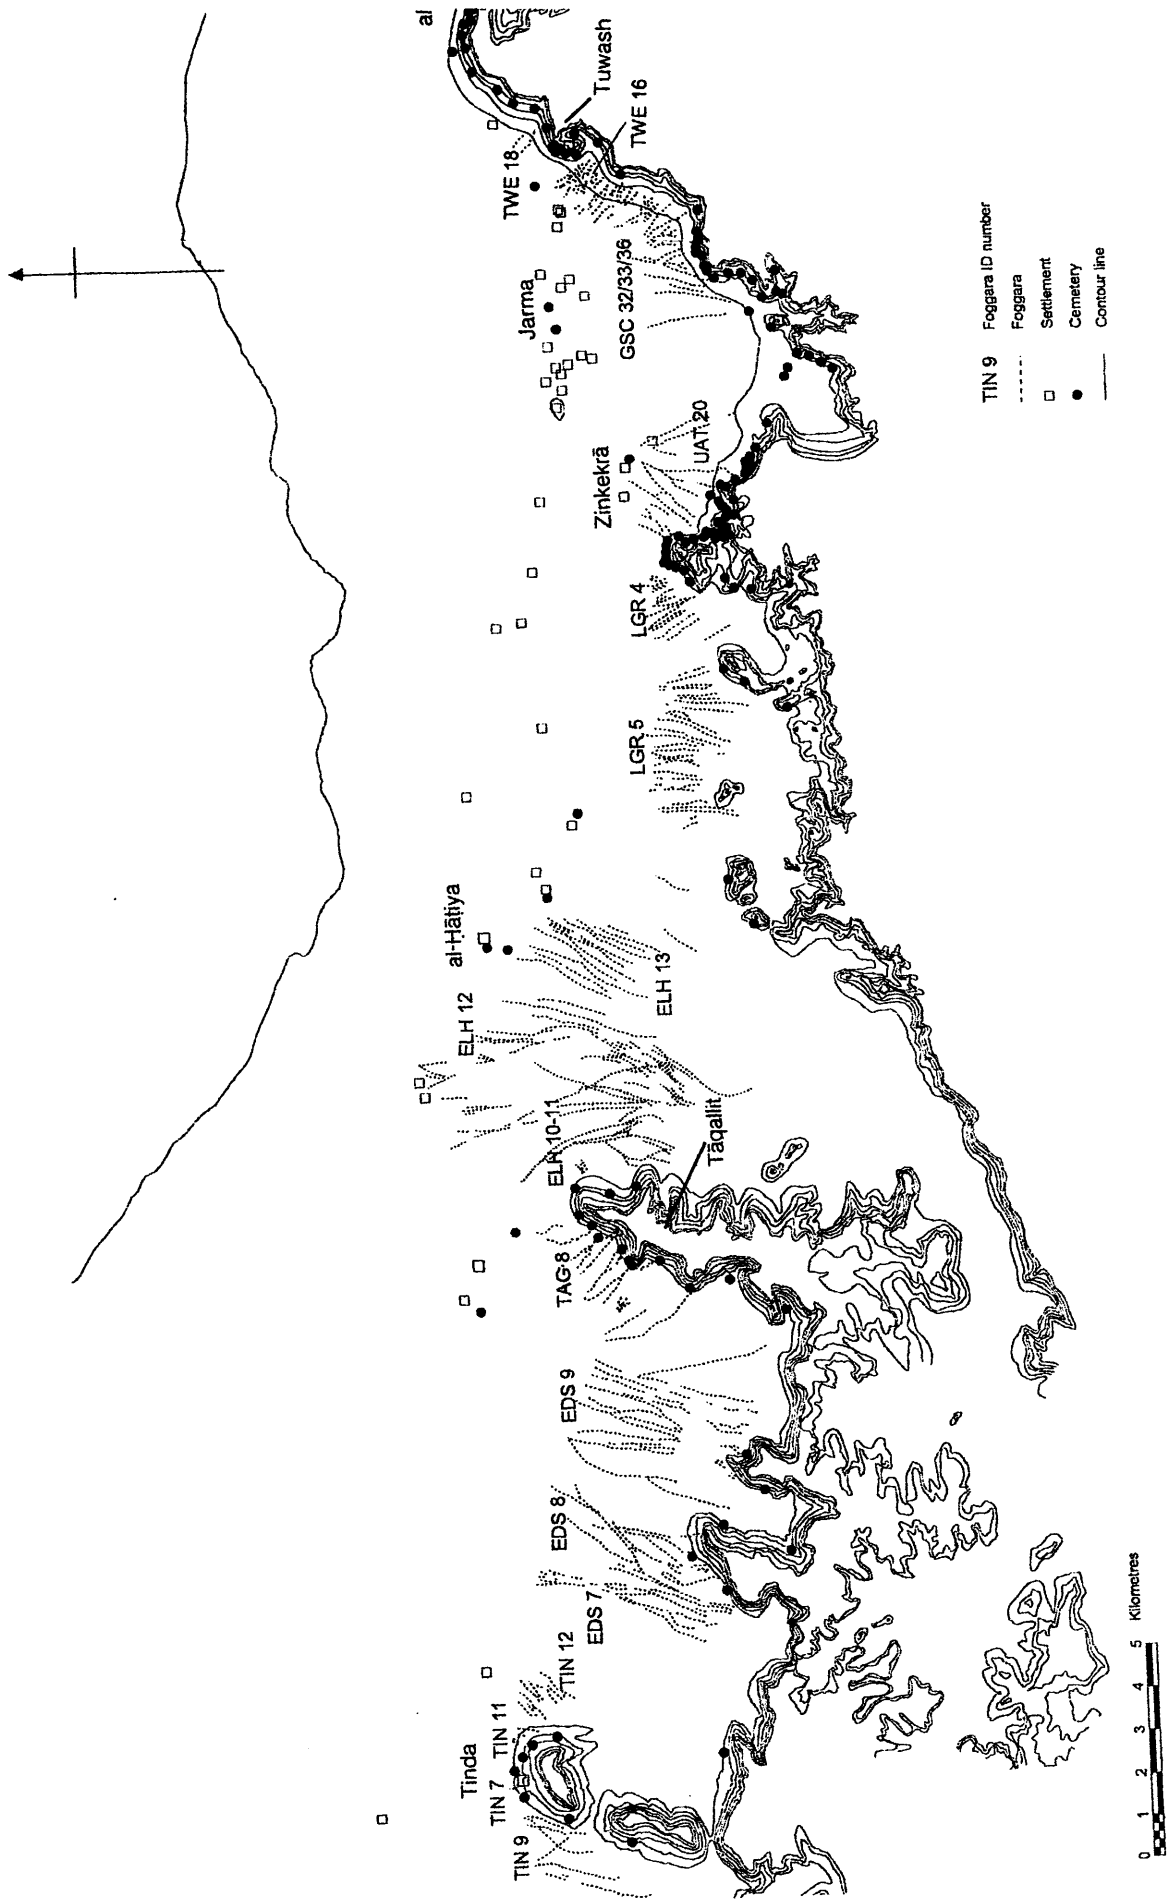 al
Tuwash
TWE 16
TWE 18
Jarma
GSC 32/33/36
UAT 20
Zinkekrā
LGR 4
LGR 5
al-Ḥāṭiya
ELH 13
ELH 12
ELH 10-11
Tāqallit
TAG 8
EDS 9
EDS 8
EDS 7
TIN 12
TIN 11
Tinda
TIN 7
TIN 9
TIN 9 Foggara ID number
Foggara
Settlement
Cemetery
Contour line
0 1 2 3 4 5 Kilometres